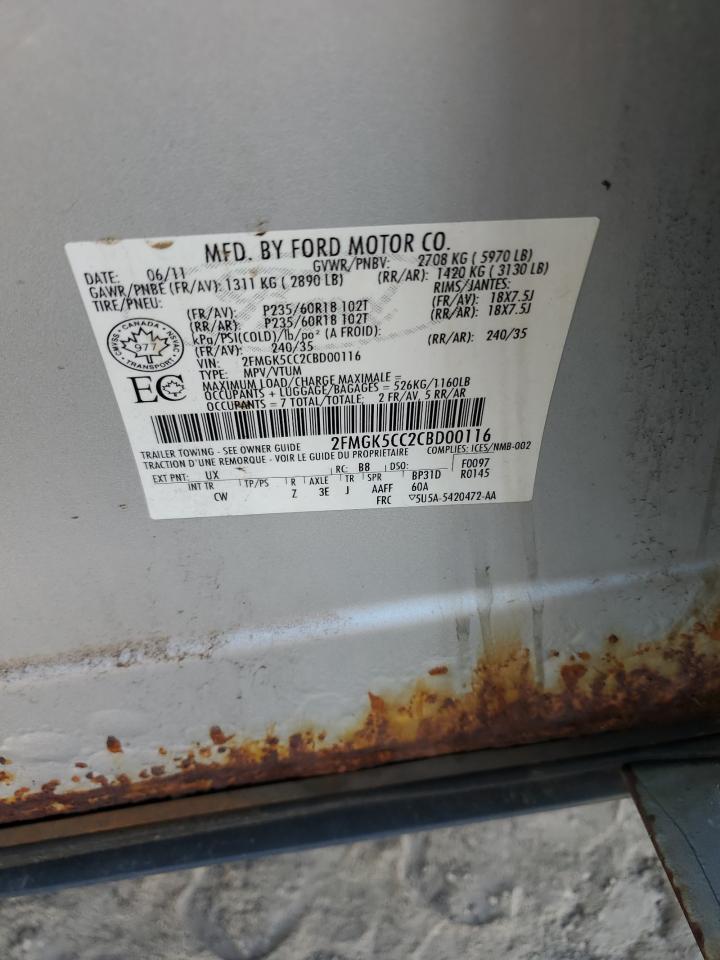 MFD. BY FORD MOTOR CO.
DATE: 06/11 GVWR/PNBV: 2708 KG ( 5970 LB)
GAWR/PNBE (FR/AV): 1311 KG ( 2890 LB) (RR/AR): 1420 KG ( 3130 LB)
TIRE/PNEU: RIMS/JANTES:
(FR/AV): P235/60R18 102T (FR/AV): 18X7.5J
(RR/AR): P235/60R18 102T (RR/AR): 18X7.5J
kPa/PSI(COLD)/lb/po² (A FROID):
(FR/AV): 240/35 (RR/AR): 240/35
VIN: 2FMGK5CC2CBD00116
TYPE: MPV/VTUM
MAXIMUM LOAD/CHARGE MAXIMALE =
OCCUPANTS + LUGGAGE/BAGAGES = 526KG/1160LB
OCCUPANTS = 7 TOTAL/TOTALE: 2 FR/AV, 5 RR/AR
CANADA
CMVSS NSVAC
977
TRANSPORT
EC
2FMGK5CC2CBD00116
TRAILER TOWING - SEE OWNER GUIDE COMPLIES: ICES/NMB-002
TRACTION D'UNE REMORQUE - VOIR LE GUIDE DU PROPRIETAIRE
EXT PNT: UX RC: B8 DSO: F0097
INT TR TP/PS R AXLE TR SPR BP31D R0145
CW Z 3E J AAFF 60A
FRC ▽5U5A-5420472-AA